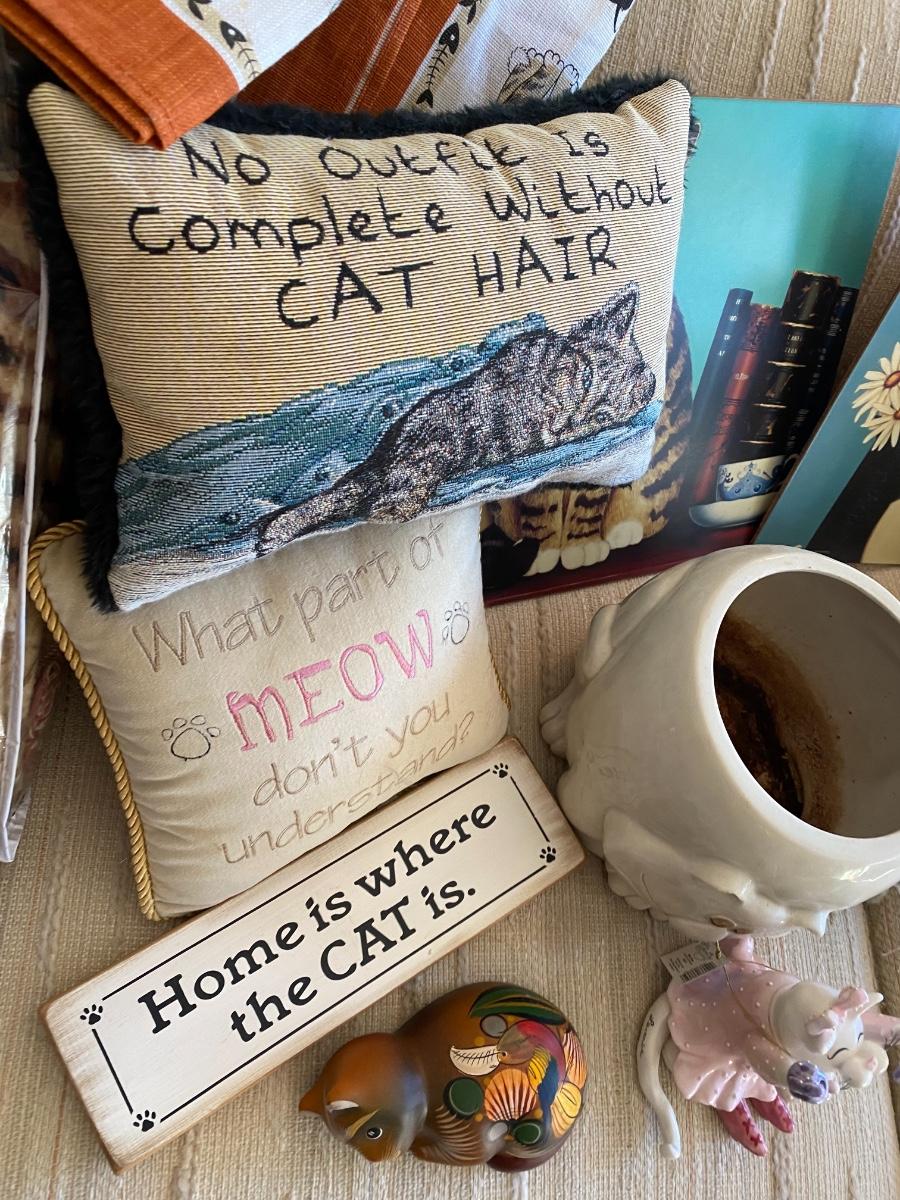 No Outfit Is
Complete Without
CAT HAIR
What part of
MEOW
don't you
understand?
Home is where
the CAT is.